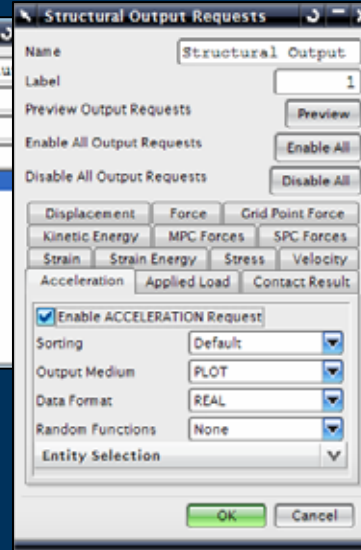 Structural Output Requests
Name Structural Output
Label 1
Preview Output Requests Preview
Enable All Output Requests Enable All
Disable All Output Requests Disable All
Displacement Force Grid Point Force
Kinetic Energy MPC Forces SPC Forces
Strain Strain Energy Stress Velocity
Acceleration Applied Load Contact Result
Enable ACCELERATION Request
Sorting Default
Output Medium PLOT
Data Format REAL
Random Functions None
Entity Selection
OK Cancel